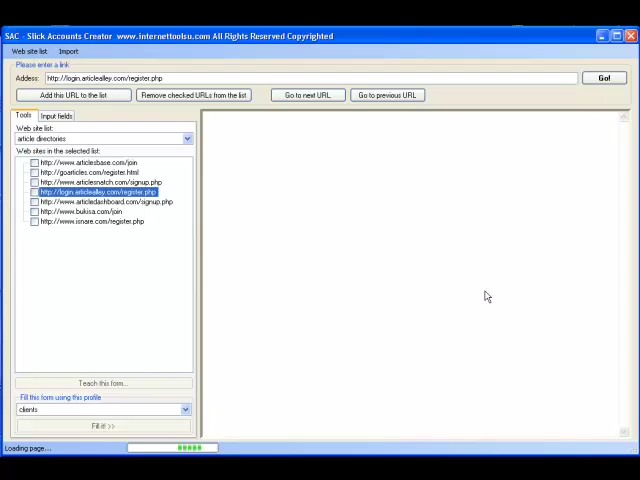 SAC - Slick Accounts Creator www.internettoolsu.com All Rights Reserved Copyrighted
Web site list Import
Please enter a link
Address: http://login.articlealley.com/register.php Go!
Add this URL to the list Remove checked URLs from the list Go to next URL Go to previous URL
Tools Input fields
Web site list:
article directories
Web sites in the selected list:
http://www.articlesbase.com/join
http://goarticles.com/register.html
http://www.articlesnatch.com/signup.php
http://login.articlealley.com/register.php
http://www.articledashboard.com/signup.php
http://www.bukisa.com/join
http://www.isnare.com/register.php
Teach this form...
Fill this form using this profile
clients
Fill it! >>
Loading page...